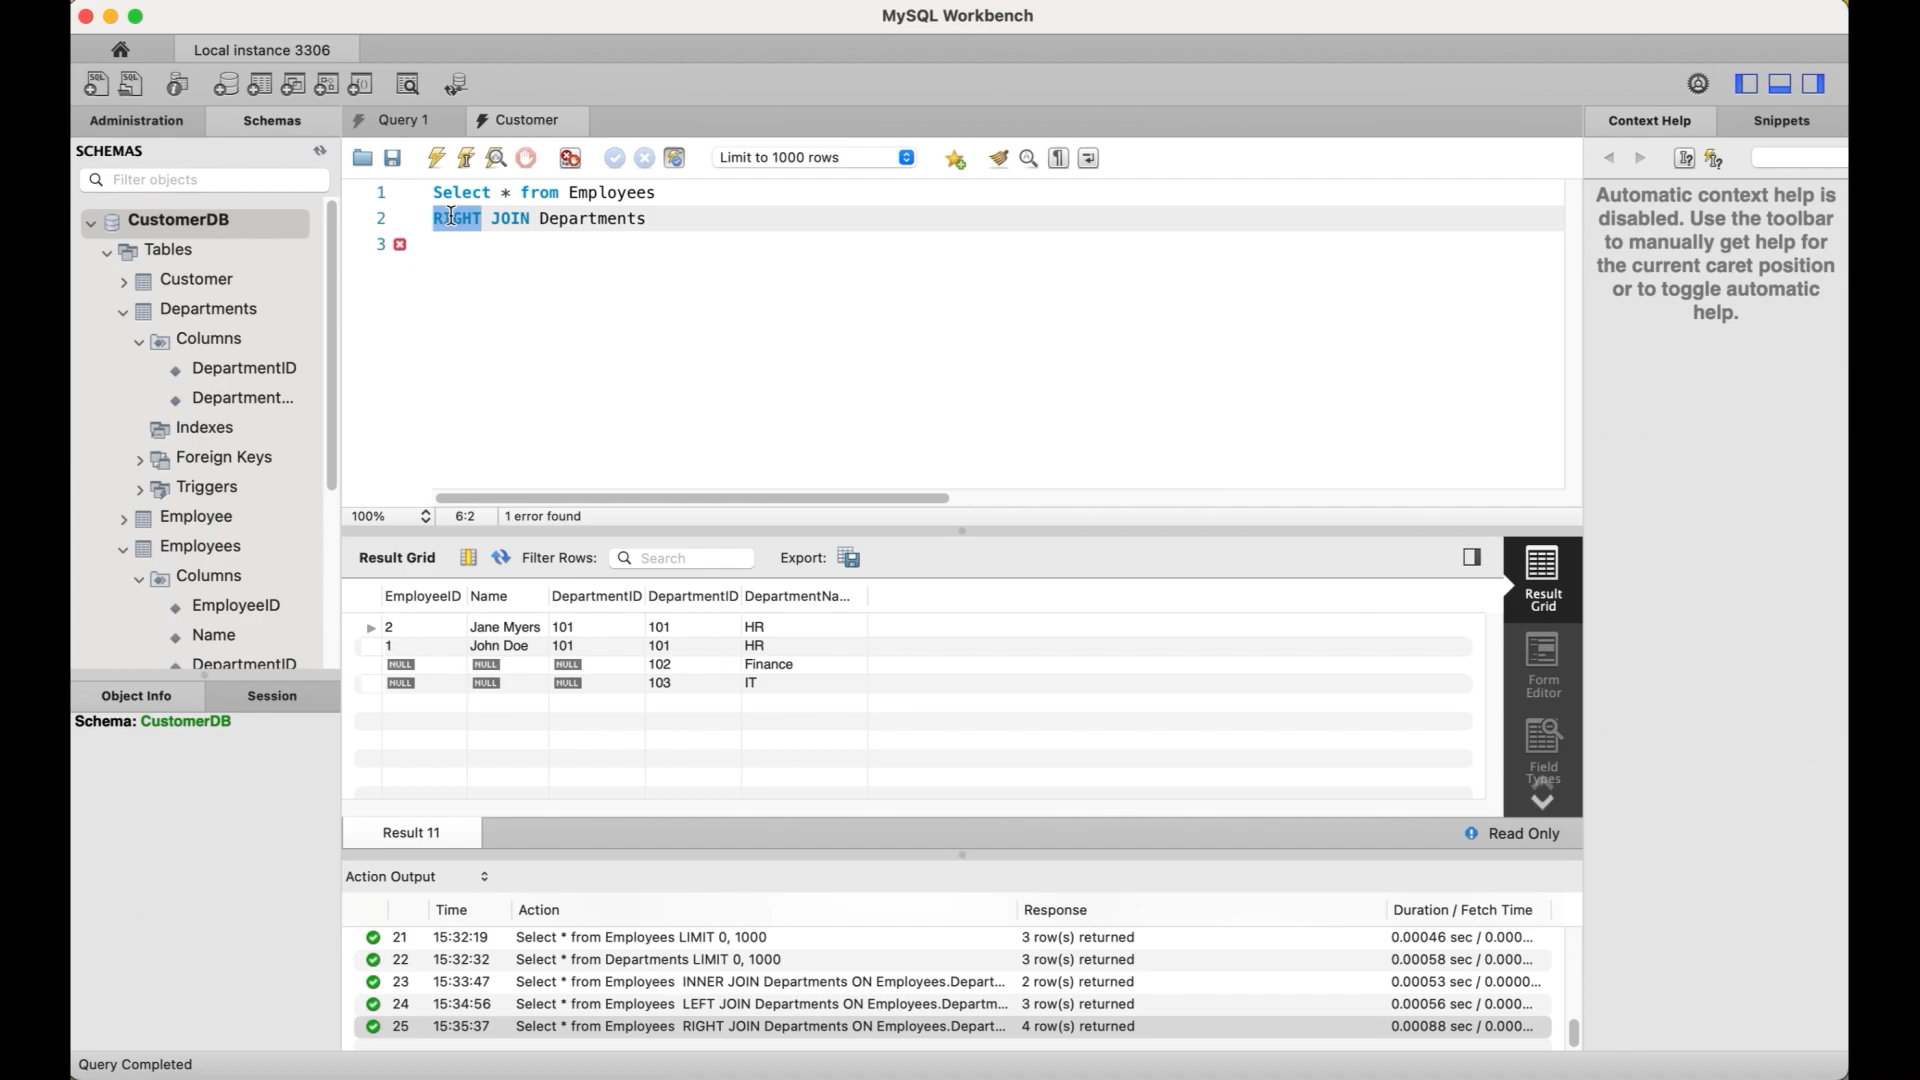 MySQL Workbench
Local instance 3306
Administration
Schemas
Query 1
Customer
Context Help
Snippets
SCHEMAS
Filter objects
Limit to 1000 rows
CustomerDB
Tables
Customer
Departments
Columns
DepartmentID
Department...
Indexes
Foreign Keys
Triggers
Employee
Employees
Columns
EmployeeID
Name
DepartmentID
1 Select * from Employees
2 RIGHT JOIN Departments
3
Automatic context help is
disabled. Use the toolbar
to manually get help for
the current caret position
or to toggle automatic
help.
100% 6:2 1 error found
Result Grid Filter Rows: Search Export:
EmployeeID Name DepartmentID DepartmentID DepartmentNa...
2 Jane Myers 101 101 HR
1 John Doe 101 101 HR
NULL NULL NULL 102 Finance
NULL NULL NULL 103 IT
Result
Grid
Form
Editor
Field
Types
Object Info Session
Schema: CustomerDB
Result 11
Read Only
Action Output
Time Action Response Duration / Fetch Time
21 15:32:19 Select * from Employees LIMIT 0, 1000 3 row(s) returned 0.00046 sec / 0.000...
22 15:32:32 Select * from Departments LIMIT 0, 1000 3 row(s) returned 0.00058 sec / 0.000...
23 15:33:47 Select * from Employees INNER JOIN Departments ON Employees.Depart... 2 row(s) returned 0.00053 sec / 0.0000...
24 15:34:56 Select * from Employees LEFT JOIN Departments ON Employees.Departm... 3 row(s) returned 0.00056 sec / 0.000...
25 15:35:37 Select * from Employees RIGHT JOIN Departments ON Employees.Depart... 4 row(s) returned 0.00088 sec / 0.000...
Query Completed